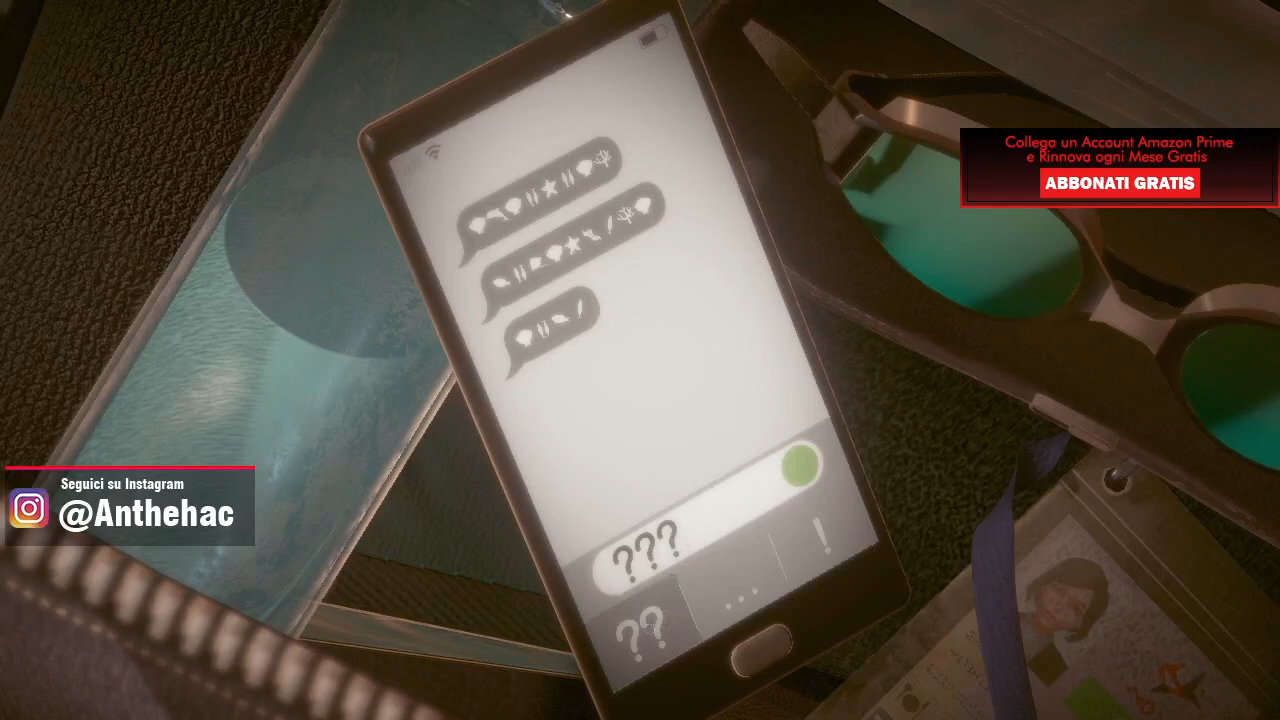 Collega un Account Amazon Prime
e Rinnova ogni Mese Gratis
ABBONATI GRATIS
Seguici su Instagram
@Anthehac
???
??
...
!